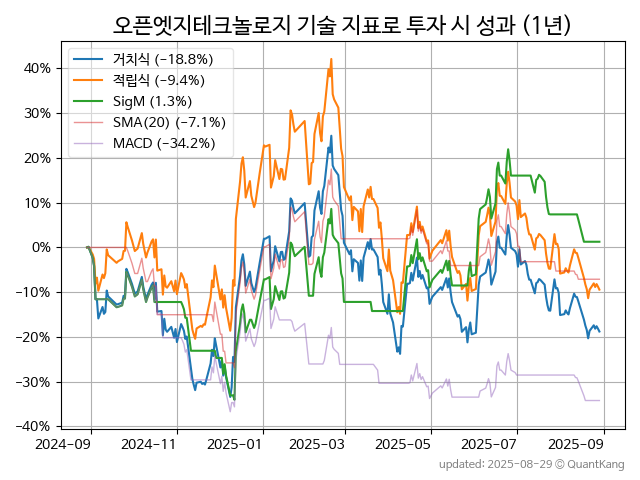 오픈엣지테크놀로지 기술 지표로 투자 시 성과 (1년)
거치식 (−18.8%)
적립식 (−9.4%)
SigM (1.3%)
SMA(20) (−7.1%)
MACD (−34.2%)
40%
30%
20%
10%
0%
−10%
−20%
−30%
−40%
2024-09 2024-11 2025-01 2025-03 2025-05 2025-07 2025-09
updated: 2025-08-29 © QuantKang